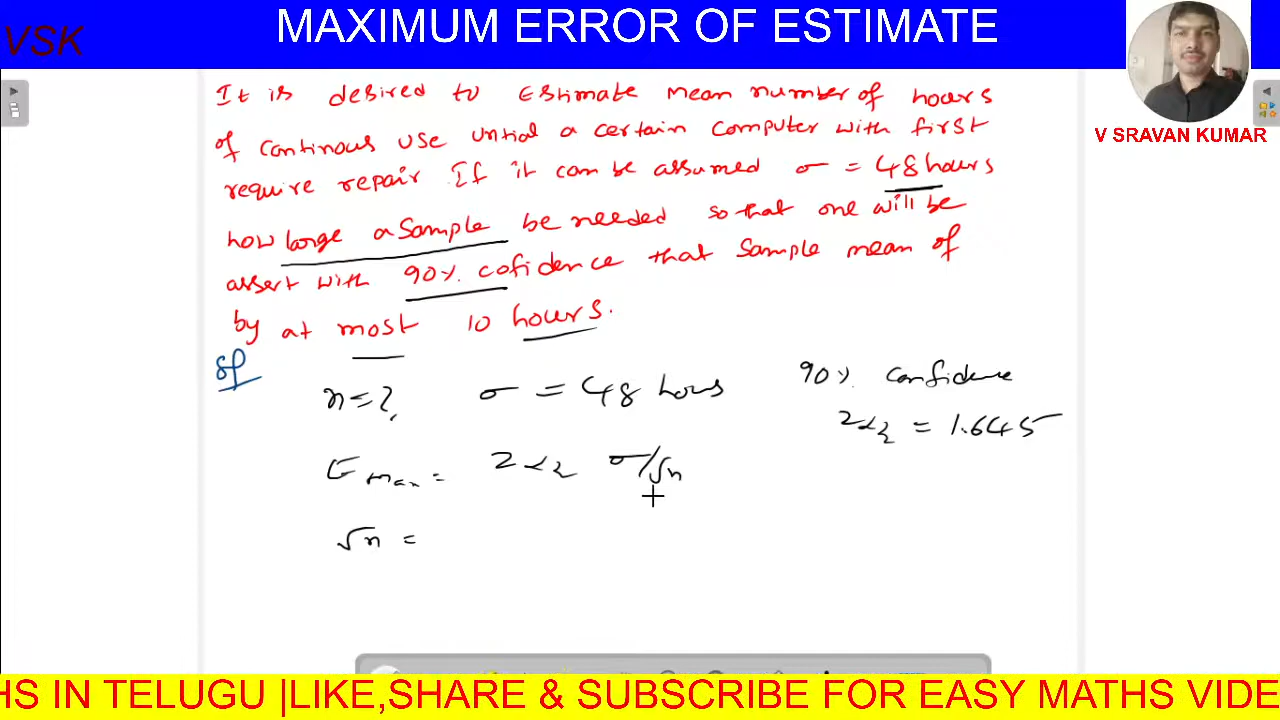 VSK
MAXIMUM ERROR OF ESTIMATE
V SRAVAN KUMAR
It is desired to Estimate mean number of hours
of continous use until a certain computer with first
require repair If it can be assumed σ = 48 hours
how large a sample be needed so that one will be
assert with 90% cofidence that sample mean of
by at most 10 hours.
n = ?, σ = 48 hours
90% confidence
Zα/2 = 1.645
E max = Zα/2 σ/√n
√n =
HS IN TELUGU |LIKE,SHARE & SUBSCRIBE FOR EASY MATHS VIDE